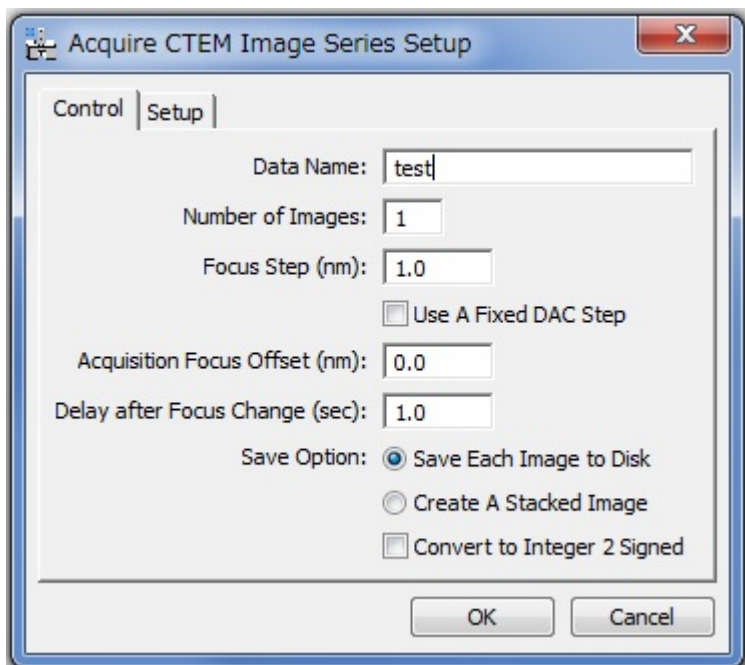 Acquire CTEM Image Series Setup
Control Setup
Data Name: test
Number of Images: 1
Focus Step (nm): 1.0
Use A Fixed DAC Step
Acquisition Focus Offset (nm): 0.0
Delay after Focus Change (sec): 1.0
Save Option: Save Each Image to Disk
Create A Stacked Image
Convert to Integer 2 Signed
OK Cancel